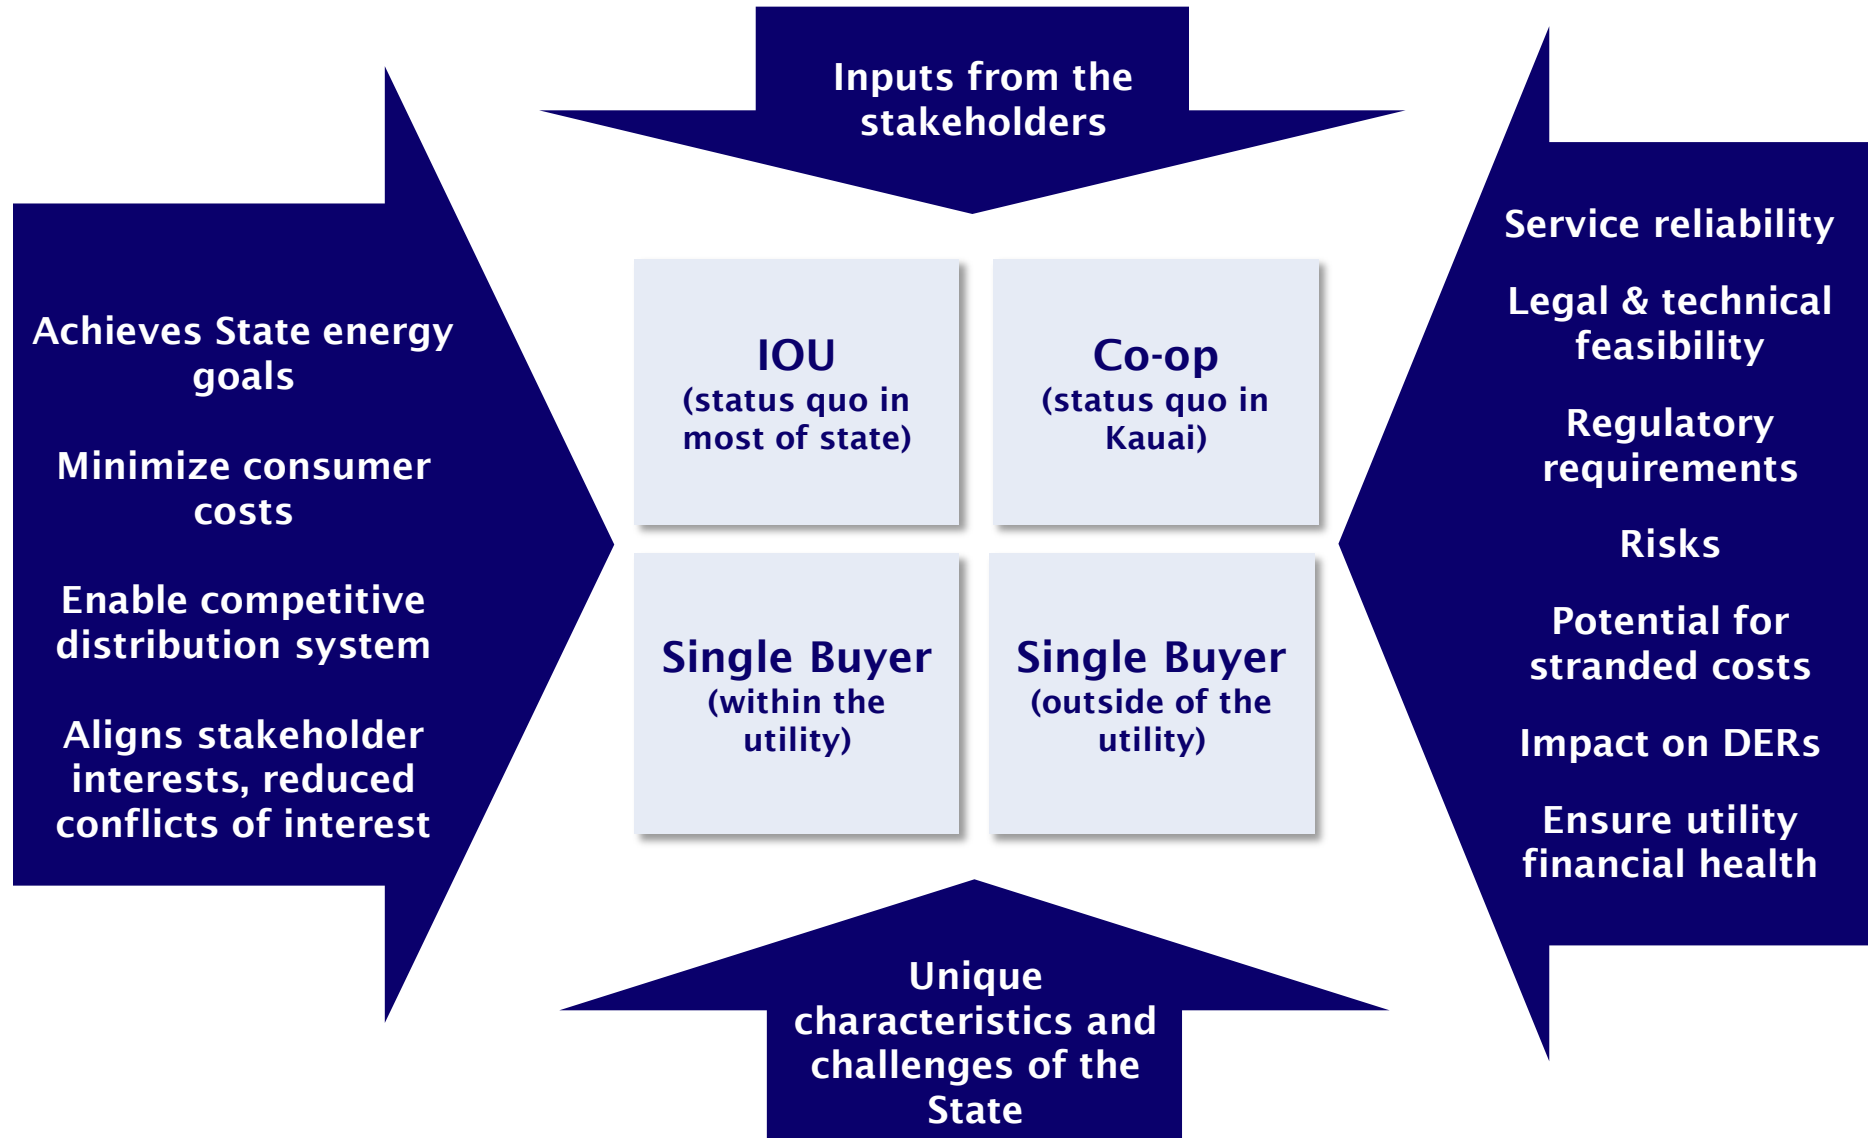 Inputs from the
stakeholders
Achieves State energy
goals
Minimize consumer
costs
Enable competitive
distribution system
Aligns stakeholder
interests, reduced
conflicts of interest
IOU
(status quo in
most of state)
Co-op
(status quo in
Kauai)
Single Buyer
(within the
utility)
Single Buyer
(outside of the
utility)
Service reliability
Legal & technical
feasibility
Regulatory
requirements
Risks
Potential for
stranded costs
Impact on DERs
Ensure utility
financial health
Unique
characteristics and
challenges of the
State